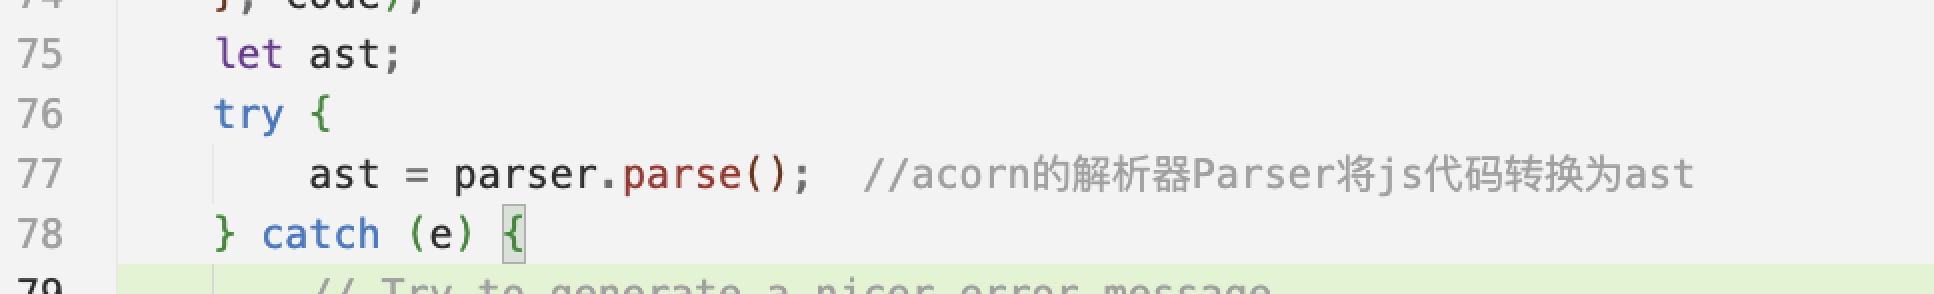 74 }, code);
75 let ast;
76 try {
77 ast = parser.parse(); //acorn的解析器Parser将js代码转换为ast
78 } catch (e) {
79 // Try to generate a nicer error message